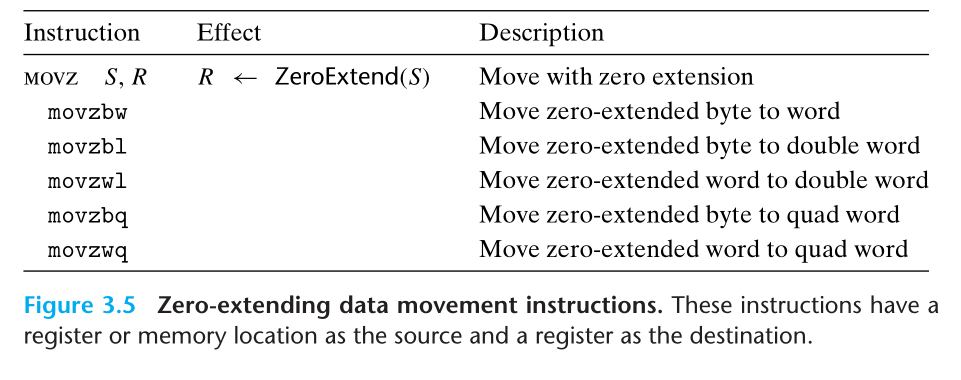 Instruction Effect Description
MOVZ S, R R ← ZeroExtend(S) Move with zero extension
movzbw Move zero-extended byte to word
movzbl Move zero-extended byte to double word
movzwl Move zero-extended word to double word
movzbq Move zero-extended byte to quad word
movzwq Move zero-extended word to quad word
Figure 3.5 Zero-extending data movement instructions. These instructions have a
register or memory location as the source and a register as the destination.